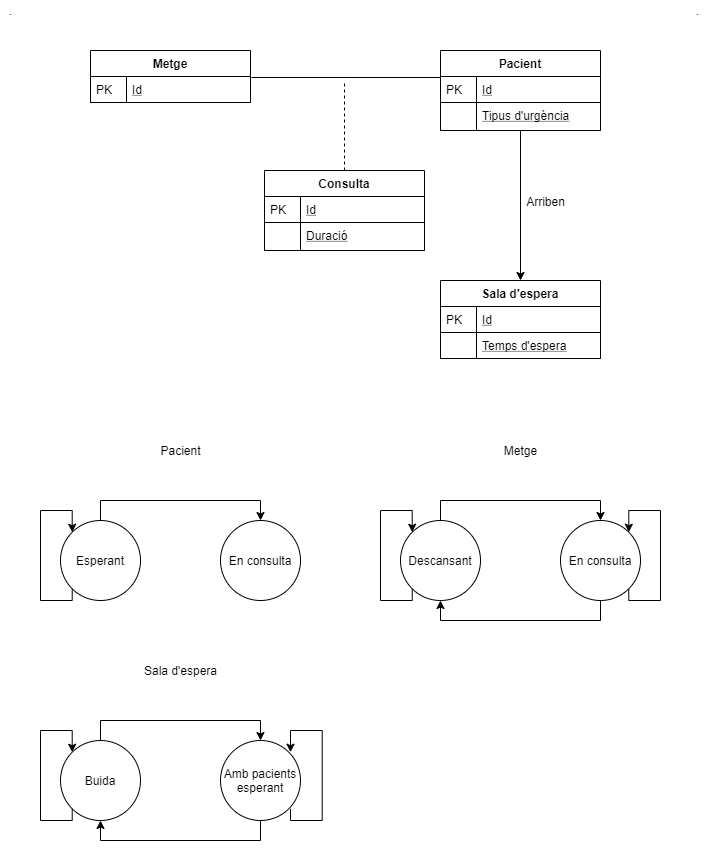 Metge
PK Id
Pacient
PK Id
Tipus d'urgència
Consulta
PK Id
Duració
Arriben
Sala d'espera
PK Id
Temps d'espera
Pacient
Esperant
En consulta
Metge
Descansant
En consulta
Sala d'espera
Buida
Amb pacients
esperant